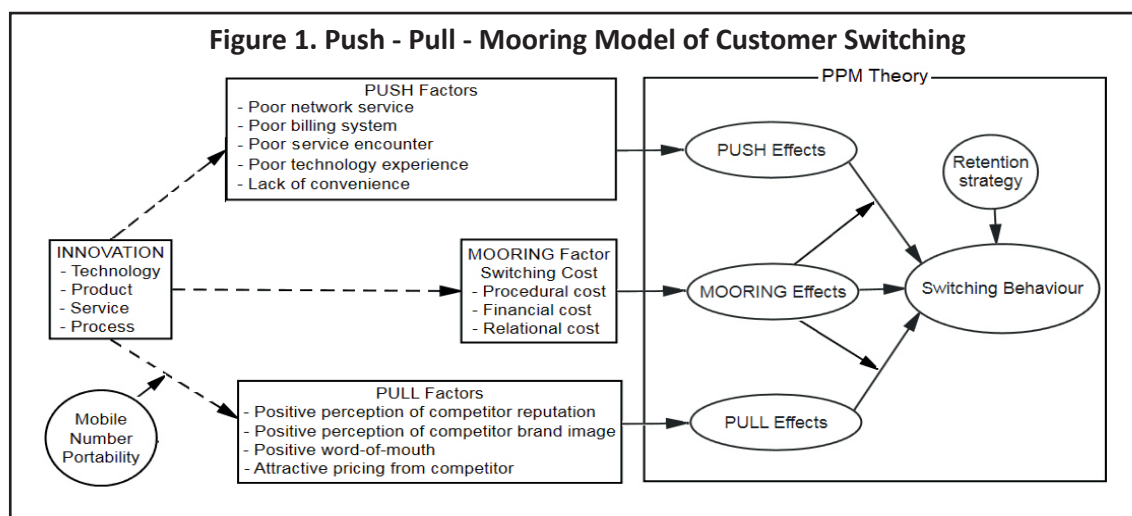 Figure 1. Push - Pull - Mooring Model of Customer Switching
PPM Theory
PUSH Factors
- Poor network service
- Poor billing system
- Poor service encounter
- Poor technology experience
- Lack of convenience
PUSH Effects
Retention
strategy
INNOVATION
- Technology
- Product
- Service
- Process
MOORING Factor
Switching Cost
- Procedural cost
- Financial cost
- Relational cost
MOORING Effects
Switching Behaviour
Mobile
Number
Portability
PULL Factors
- Positive perception of competitor reputation
- Positive perception of competitor brand image
- Positive word-of-mouth
- Attractive pricing from competitor
PULL Effects